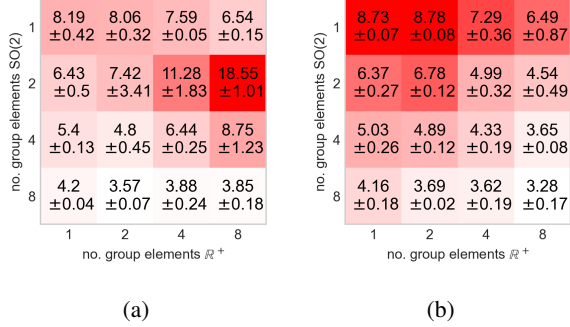 no. group elements SO(2)
1 8.19 8.06 7.59 6.54
±0.42 ±0.32 ±0.05 ±0.15
2 6.43 7.42 11.28 18.55
±0.5 ±3.41 ±1.83 ±1.01
4 5.4 4.8 6.44 8.75
±0.13 ±0.45 ±0.25 ±1.23
8 4.2 3.57 3.88 3.85
±0.04 ±0.07 ±0.24 ±0.18
1 2 4 8
no. group elements ℝ⁺
(a)
no. group elements SO(2)
1 8.73 8.78 7.29 6.49
±0.07 ±0.08 ±0.36 ±0.87
2 6.37 6.78 4.99 4.54
±0.27 ±0.12 ±0.32 ±0.49
4 5.03 4.89 4.33 3.65
±0.26 ±0.12 ±0.19 ±0.08
8 4.16 3.69 3.62 3.28
±0.18 ±0.02 ±0.19 ±0.17
1 2 4 8
no. group elements ℝ⁺
(b)